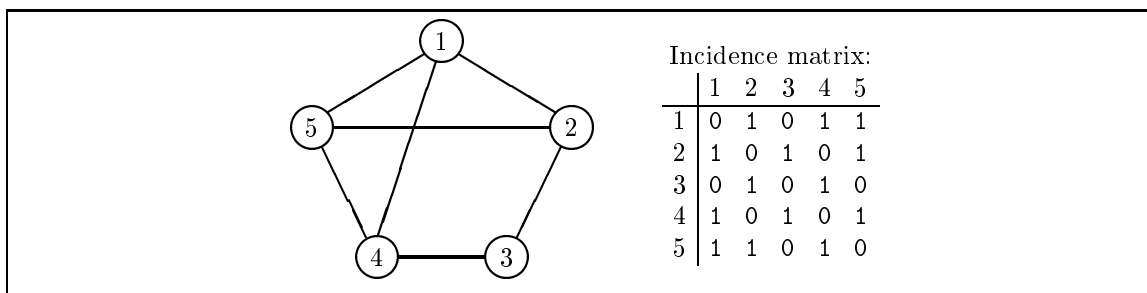 1
5
2
4
3
Incidence matrix:
1 2 3 4 5
1 0 1 0 1 1
2 1 0 1 0 1
3 0 1 0 1 0
4 1 0 1 0 1
5 1 1 0 1 0